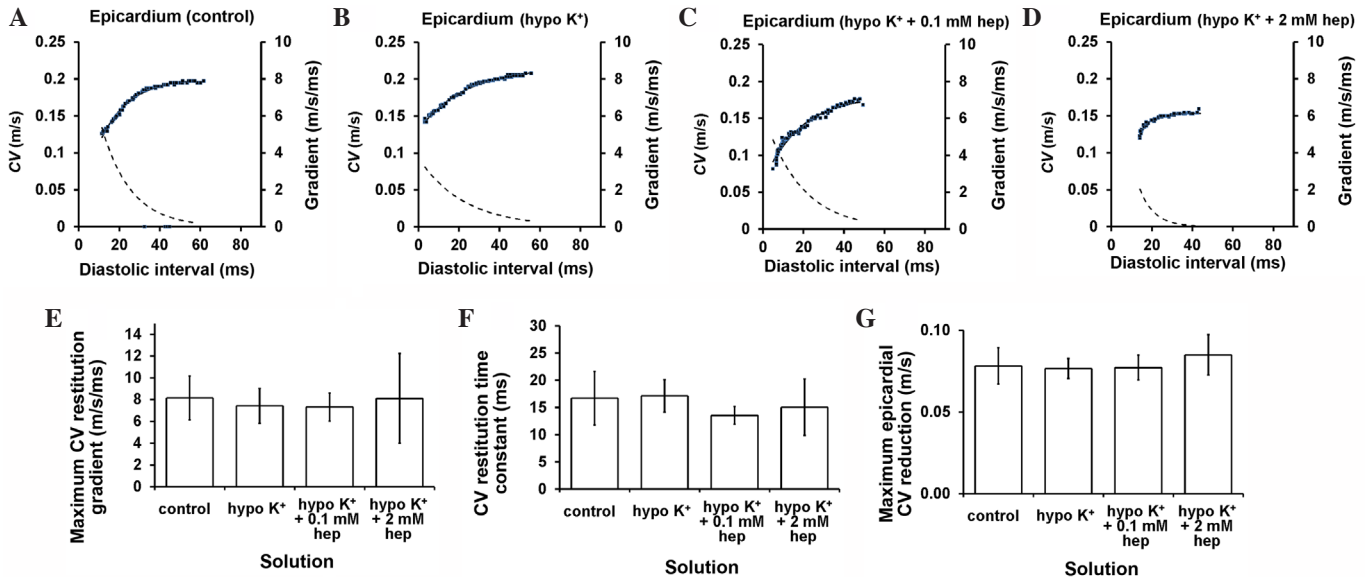 A
Epicardium (control)
0.25
0.2
0.15
0.1
0.05
0
CV (m/s)
10
8
6
4
2
0
Gradient (m/s/ms)
0 20 40 60 80
Diastolic interval (ms)
B
Epicardium (hypo K+)
0.25
0.2
0.15
0.1
0.05
0
CV (m/s)
10
8
6
4
2
0
Gradient (m/s/ms)
0 20 40 60 80
Diastolic interval (ms)
C
Epicardium (hypo K+ + 0.1 mM hep)
0.25
0.2
0.15
0.1
0.05
0
CV (m/s)
10
8
6
4
2
0
Gradient (m/s/ms)
0 20 40 60 80
Diastolic interval (ms)
D
Epicardium (hypo K+ + 2 mM hep)
0.25
0.2
0.15
0.1
0.05
0
CV (m/s)
10
8
6
4
2
0
Gradient (m/s/ms)
0 20 40 60 80
Diastolic interval (ms)
E
Maximum CV restitution
gradient (m/s/ms)
14
12
10
8
6
4
2
0
control
hypo K+
hypo K+
+ 0.1 mM
hep
hypo K+
+ 2 mM
hep
Solution
F
CV restitution time
constant (ms)
30
25
20
15
10
5
0
control
hypo K+
hypo K+
+ 0.1 mM
hep
hypo K+
+ 2 mM
hep
Solution
G
Maximum epicardial
CV reduction (m/s)
0.10
0.05
0.00
control
hypo K+
hypo K+
+ 0.1 mM
hep
hypo K+
+ 2 mM
hep
Solution